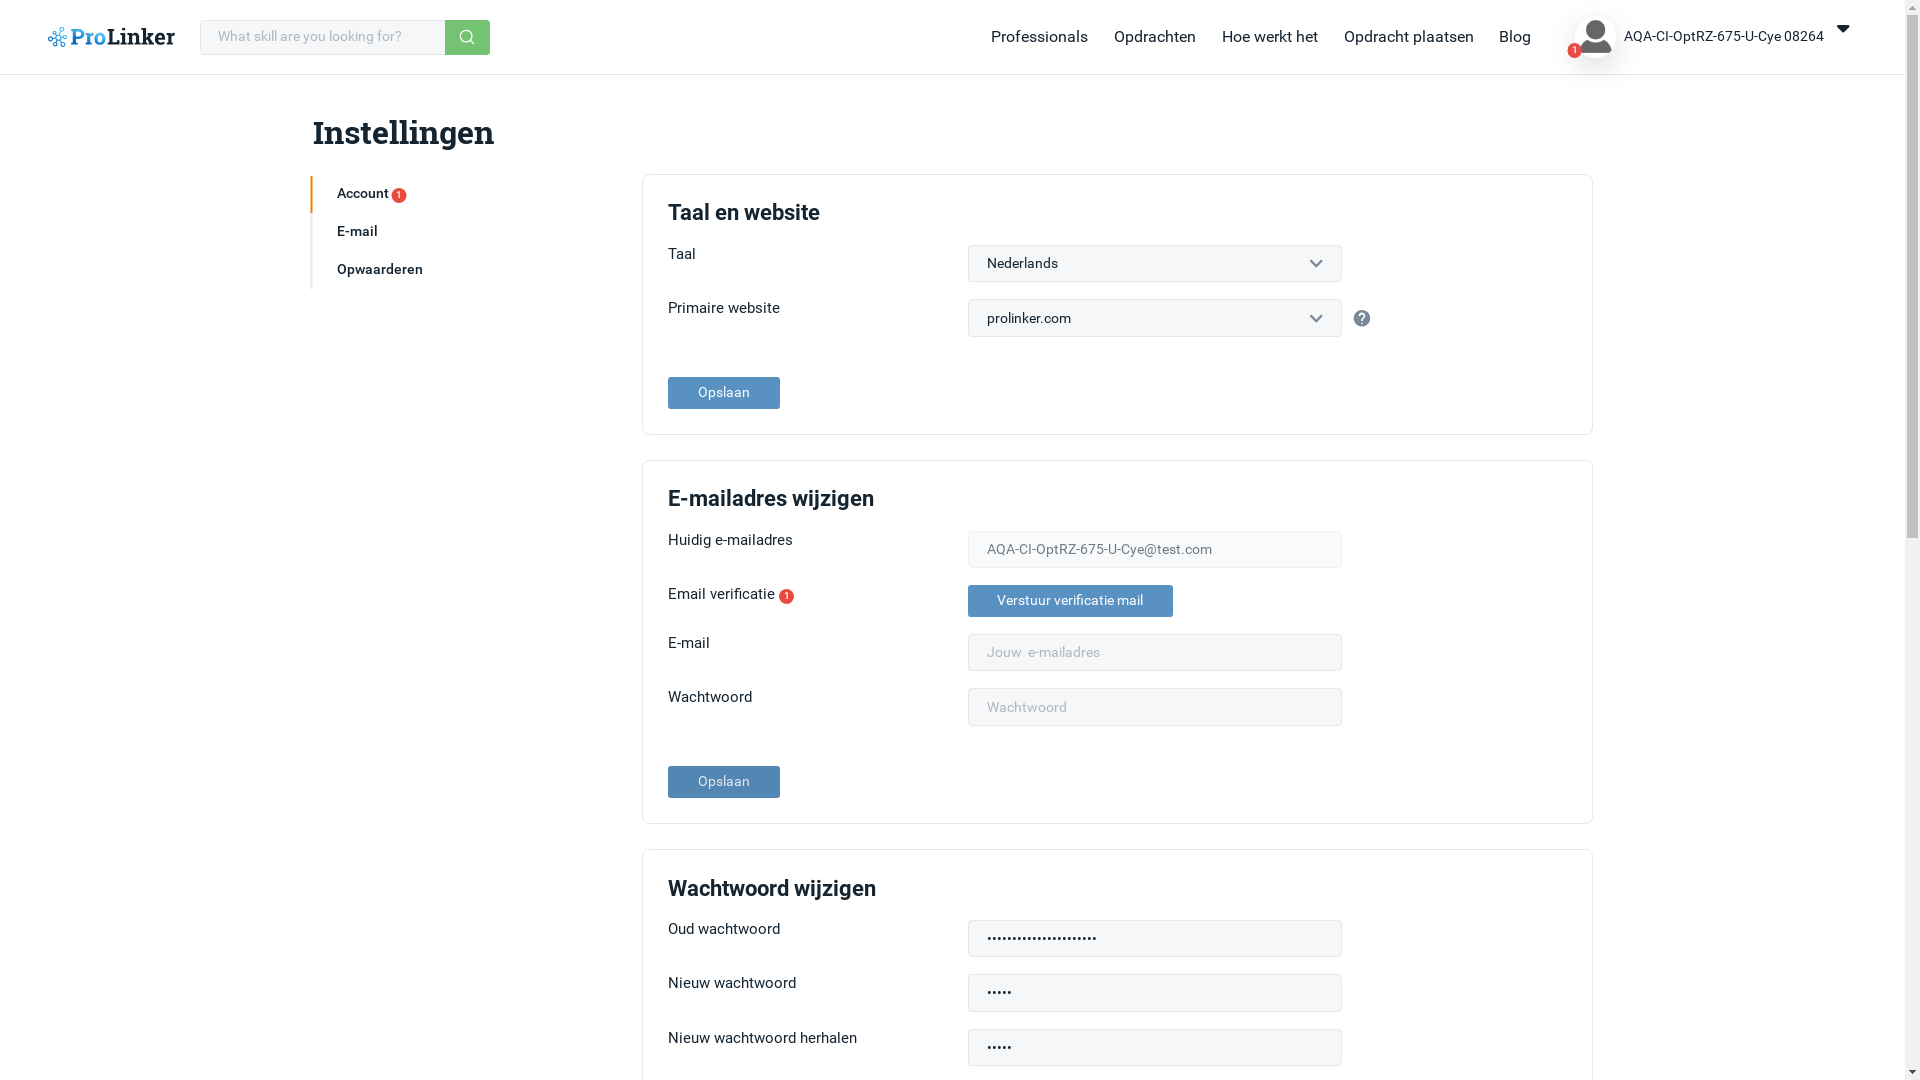 ProLinker
What skill are you looking for?
Professionals
Opdrachten
Hoe werkt het
Opdracht plaatsen
Blog
1
AQA-CI-OptRZ-675-U-Cye 08264
Instellingen
Account 1
E-mail
Opwaarderen
Taal en website
Taal
Nederlands
Primaire website
prolinker.com
?
Opslaan
E-mailadres wijzigen
Huidig e-mailadres
AQA-CI-OptRZ-675-U-Cye@test.com
Email verificatie 1
Verstuur verificatie mail
E-mail
Jouw e-mailadres
Wachtwoord
Wachtwoord
Opslaan
Wachtwoord wijzigen
Oud wachtwoord
••••••••••••••••••••••
Nieuw wachtwoord
•••••
Nieuw wachtwoord herhalen
•••••